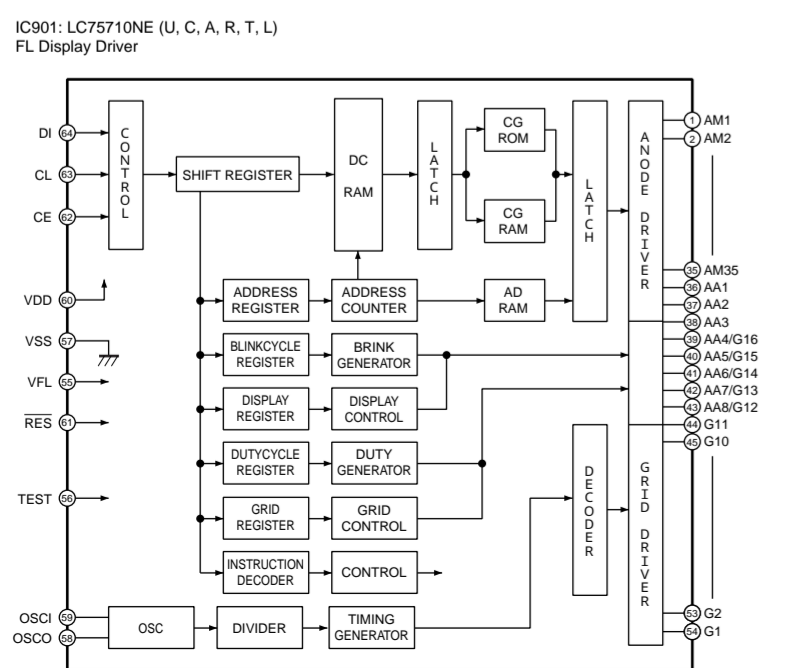 IC901: LC75710NE (U, C, A, R, T, L)
FL Display Driver
DI 64
CL 63
CE 62
VDD 60
VSS 57
VFL 55
RES 61
TEST 56
OSCI 59
OSCO 58
CONTROL
SHIFT REGISTER
DC
RAM
LATCH
CG
ROM
CG
RAM
LATCH
ANODE DRIVER
ADDRESS
REGISTER
ADDRESS
COUNTER
AD
RAM
BLINKCYCLE
REGISTER
BRINK
GENERATOR
DISPLAY
REGISTER
DISPLAY
CONTROL
DUTYCYCLE
REGISTER
DUTY
GENERATOR
GRID
REGISTER
GRID
CONTROL
INSTRUCTION
DECODER
CONTROL
OSC
DIVIDER
TIMING
GENERATOR
DECODER
GRID DRIVER
1 AM1
2 AM2
35 AM35
36 AA1
37 AA2
38 AA3
39 AA4/G16
40 AA5/G15
41 AA6/G14
42 AA7/G13
43 AA8/G12
44 G11
45 G10
53 G2
54 G1